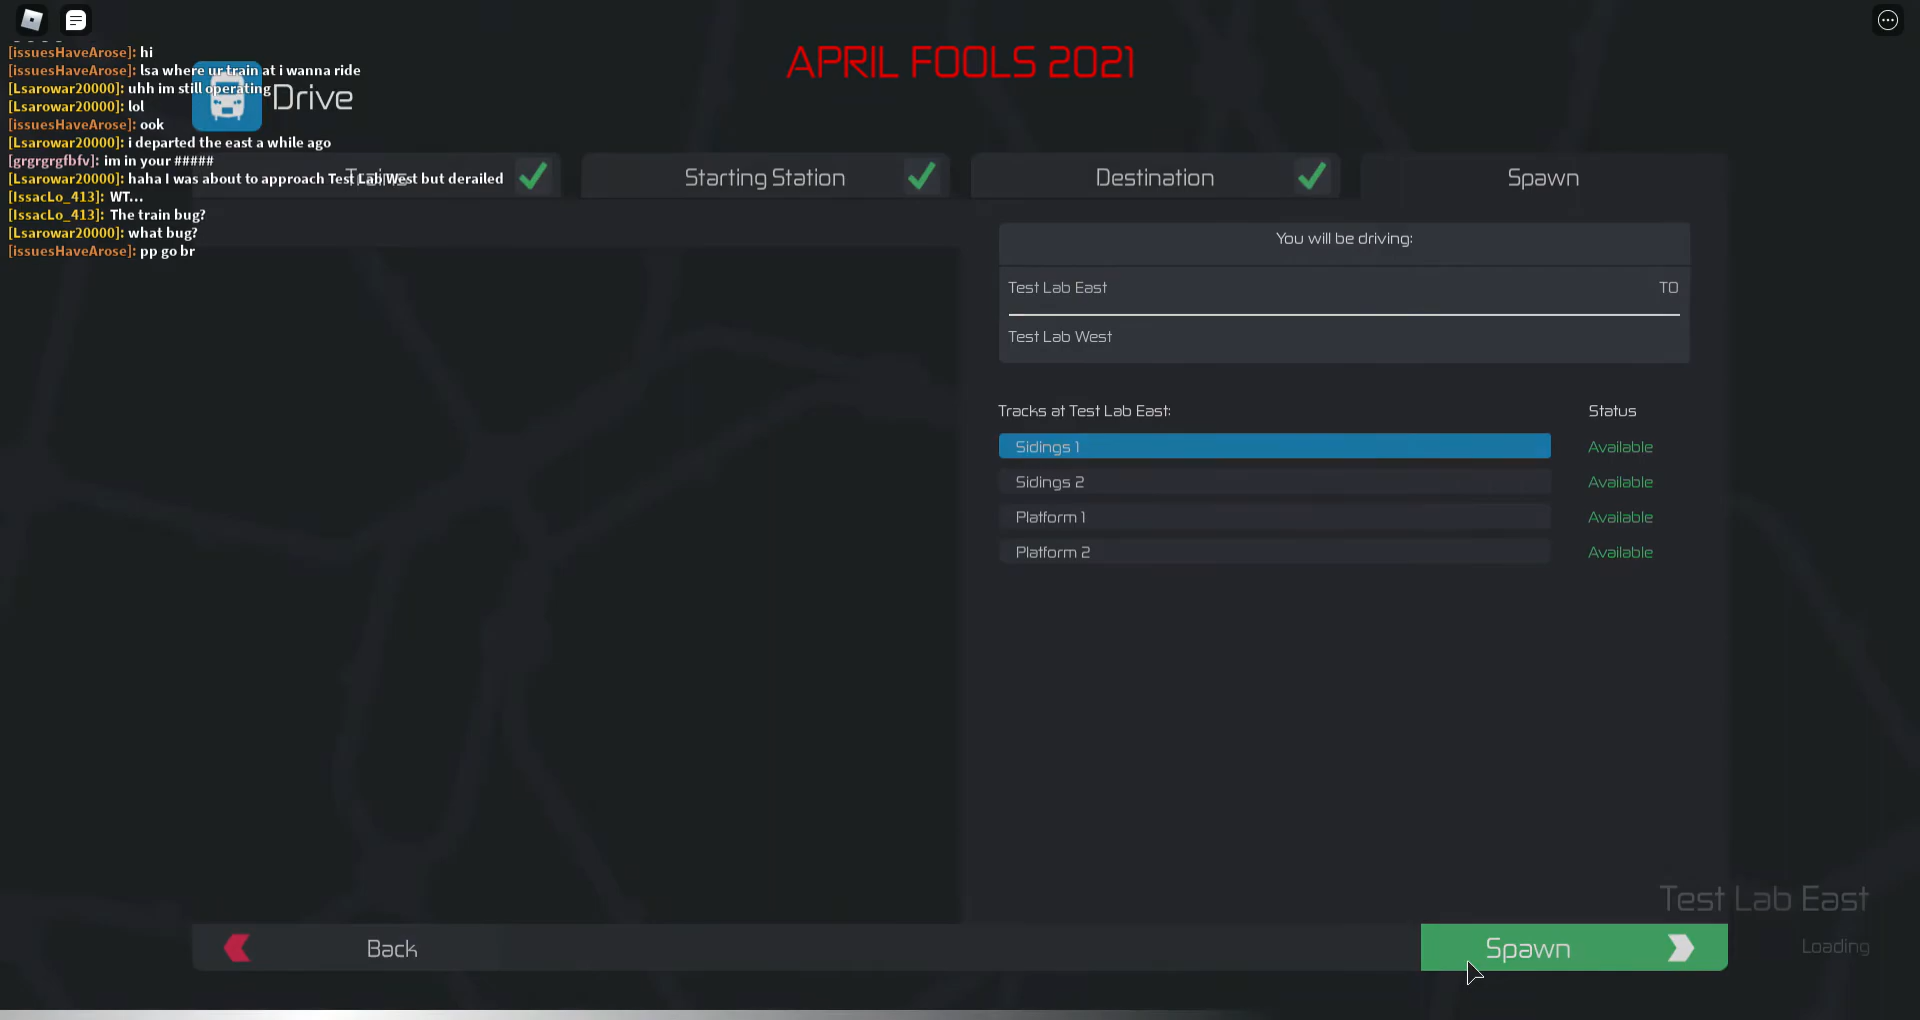 [issuesHaveArose]: hi
[issuesHaveArose]: lsa where ur train at i wanna ride
[Lsarowar20000]: uhh im still operating
[Lsarowar20000]: lol
[issuesHaveArose]: ook
[Lsarowar20000]: i departed the east a while ago
[grgrgrgfbfv]: im in your #####
[Lsarowar20000]: haha I was about to approach Test Lab West but derailed
[IssacLo_413]: WT...
[IssacLo_413]: The train bug?
[Lsarowar20000]: what bug?
[issuesHaveArose]: pp go br
APRIL FOOLS 2021
Drive
Trains
Starting Station
Destination
Spawn
You will be driving:
Test Lab East TO
Test Lab West
Tracks at Test Lab East: Status
Sidings 1 Available
Sidings 2 Available
Platform 1 Available
Platform 2 Available
Test Lab East
Loading
Back
Spawn